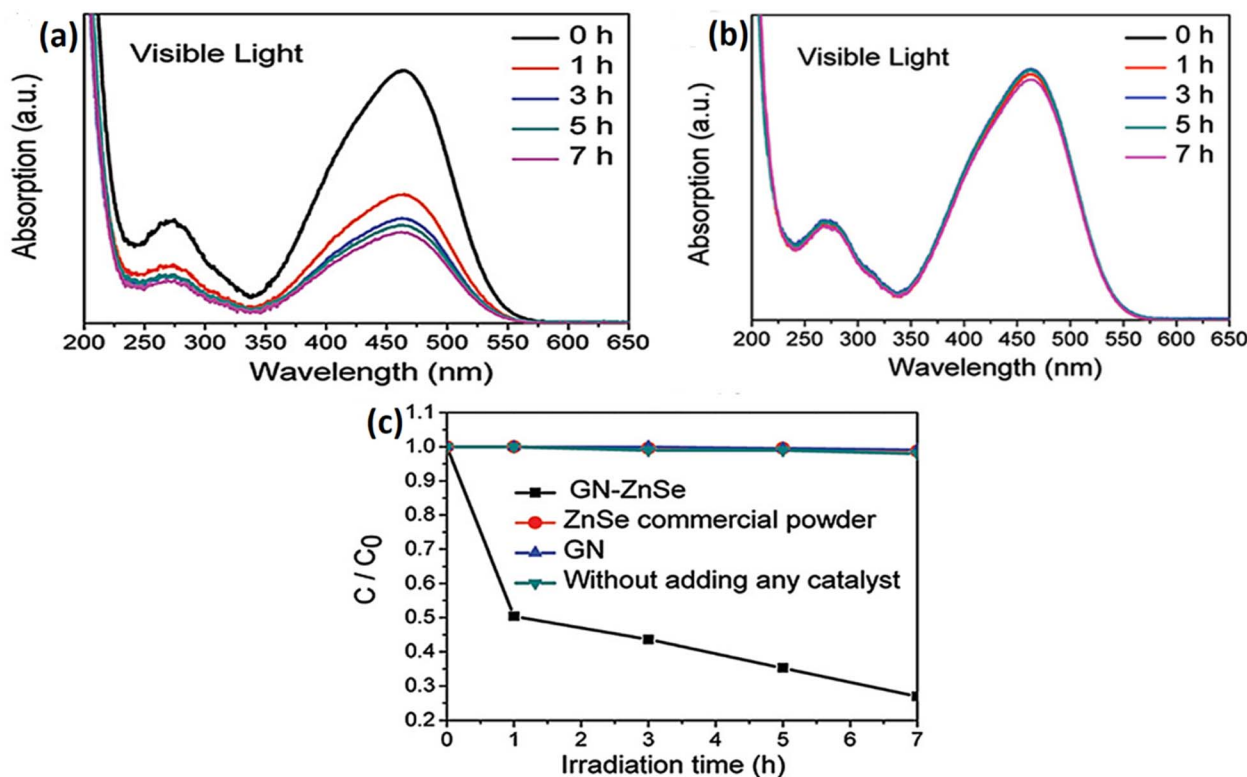 (a)
Visible Light
0 h
1 h
3 h
5 h
7 h
Absorption (a.u.)
200 250 300 350 400 450 500 550 600 650
Wavelength (nm)
(b)
Visible Light
0 h
1 h
3 h
5 h
7 h
Absorption (a.u.)
200 250 300 350 400 450 500 550 600 650
Wavelength (nm)
(c)
1.1
1.0
0.9
0.8
0.7
0.6
0.5
0.4
0.3
0.2
C / C0
GN-ZnSe
ZnSe commercial powder
GN
Without adding any catalyst
0 1 3 5 7
Irradiation time (h)